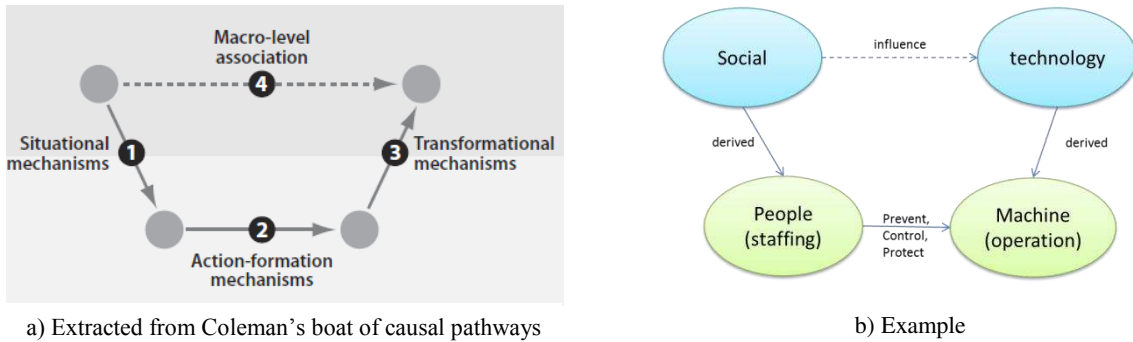 Macro-level
association
4
Situational
mechanisms
1
3
Transformational
mechanisms
2
Action-formation
mechanisms
a) Extracted from Coleman's boat of causal pathways
Social
influence
technology
derived
derived
People
(staffing)
Prevent,
Control,
Protect
Machine
(operation)
b) Example